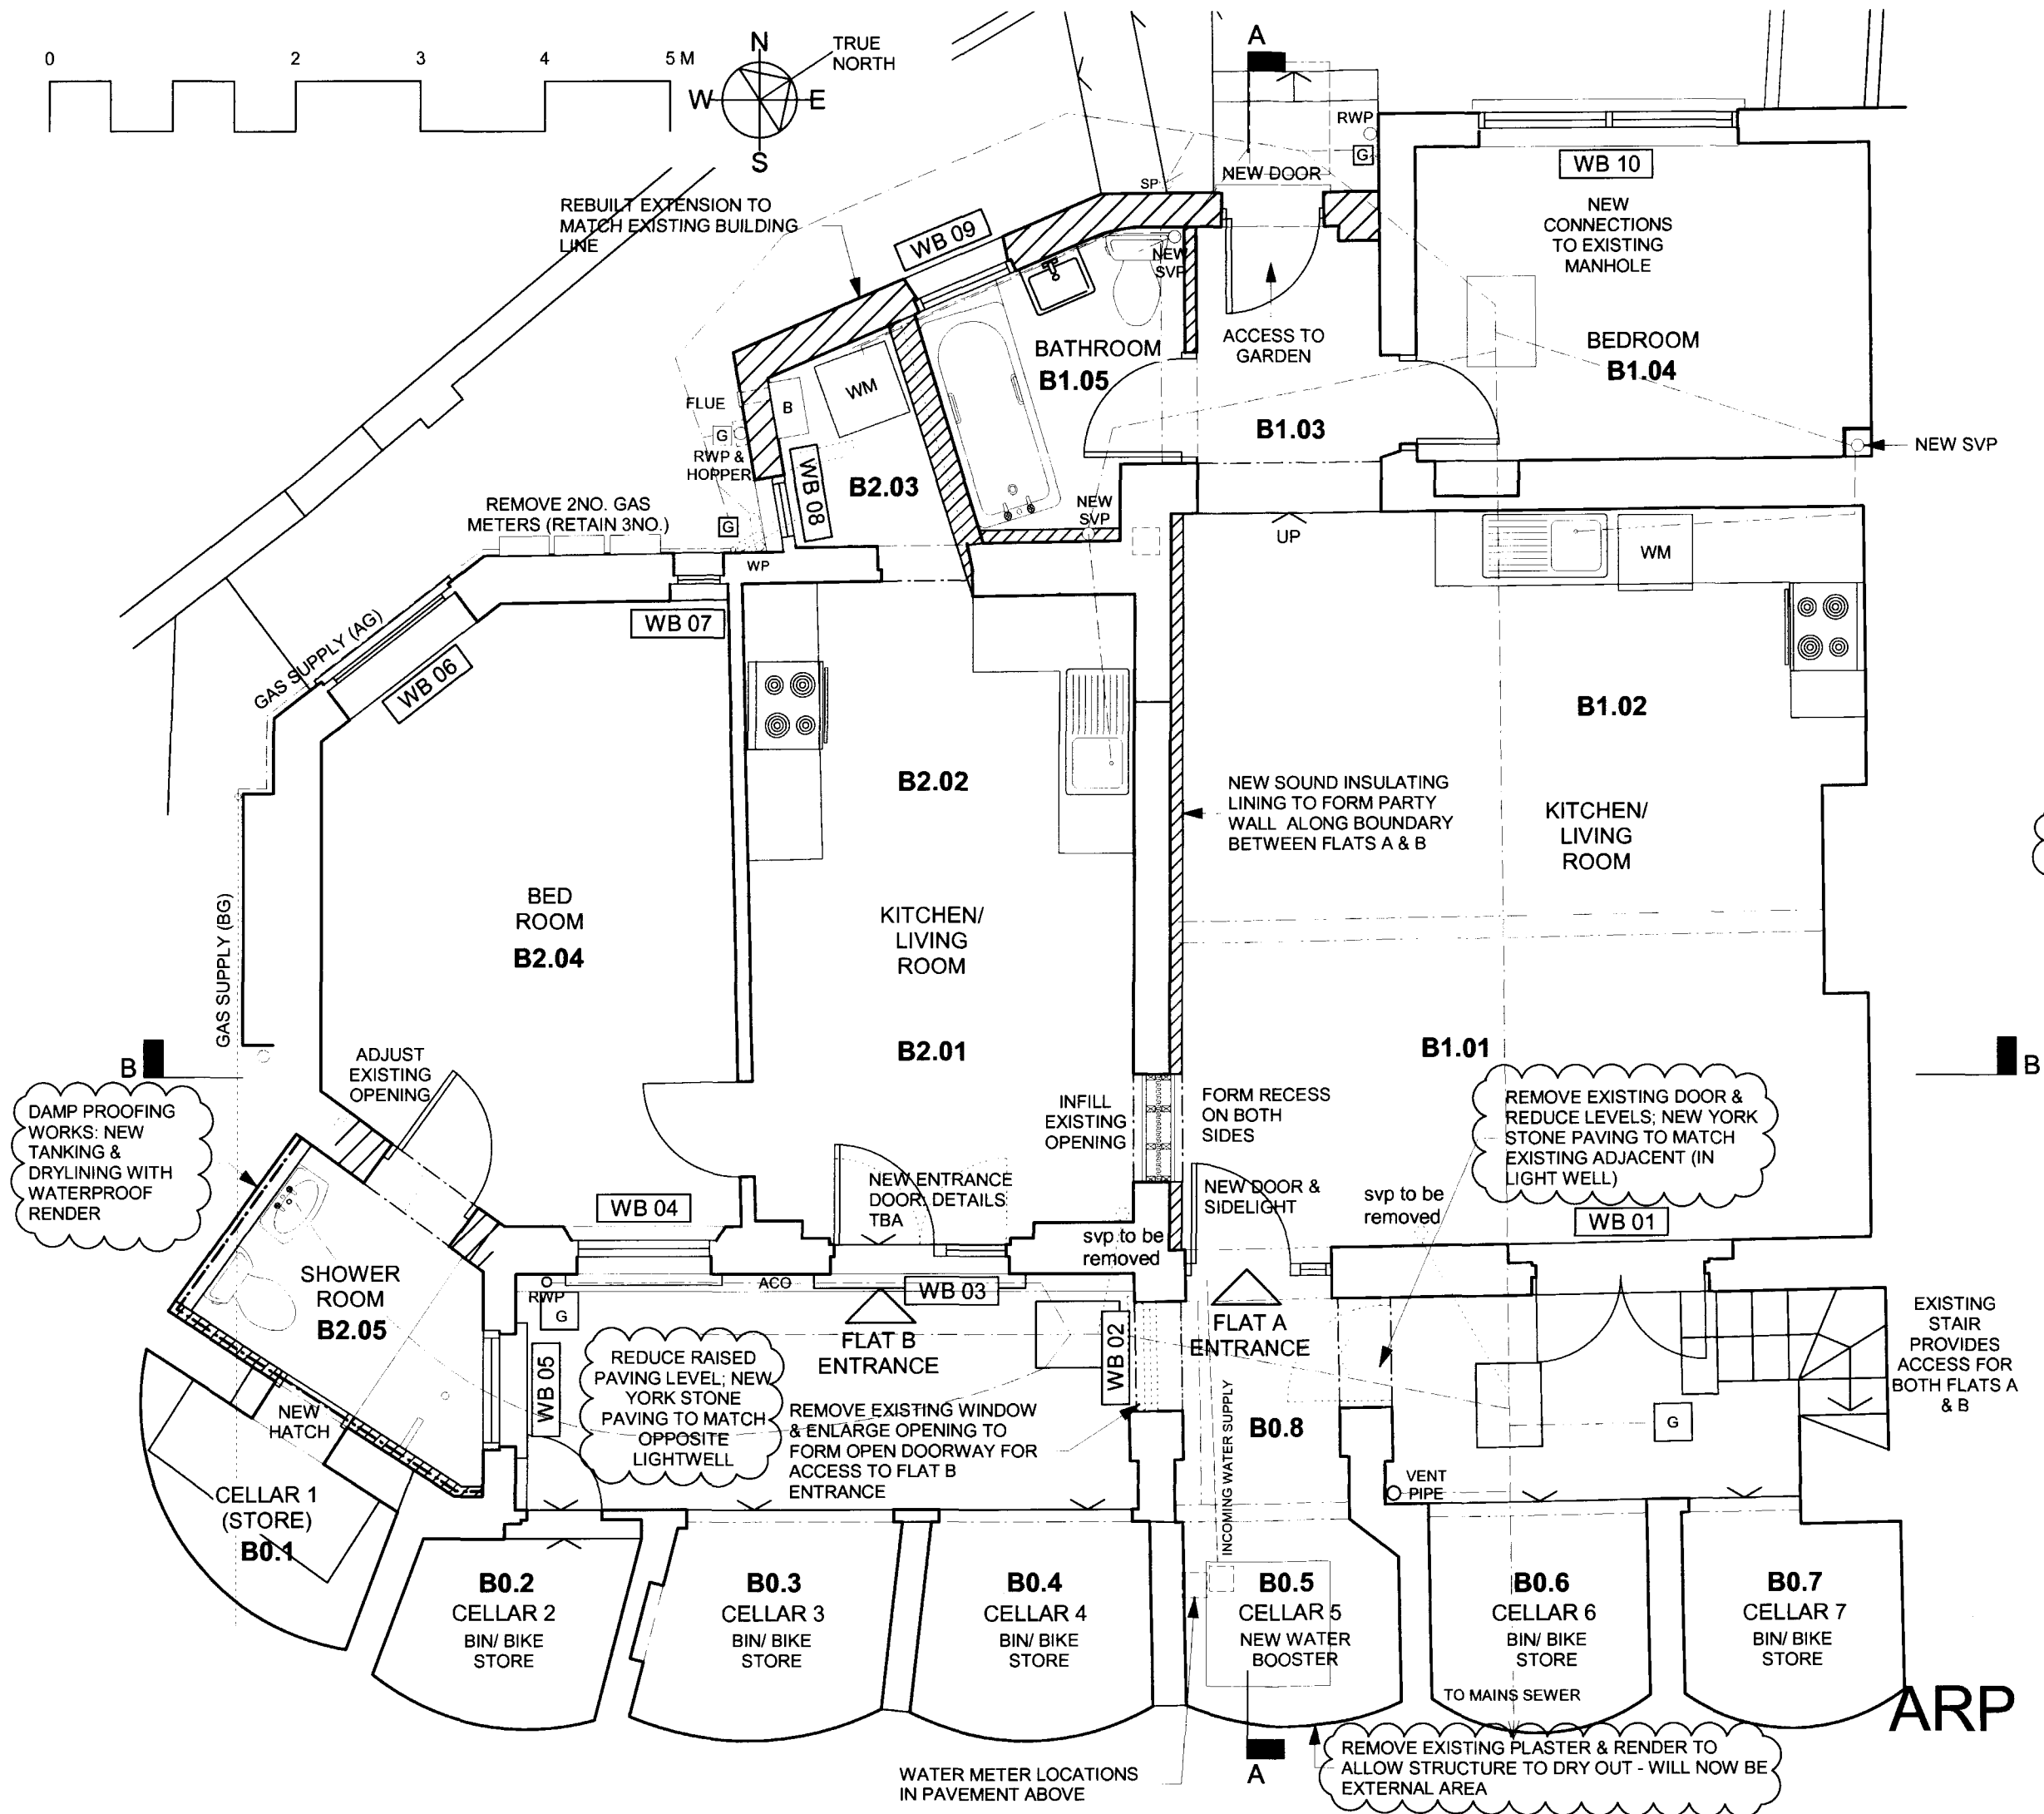 0
2
3
4
5 M
N
W
E
S
TRUE
NORTH
A
RWP
G
NEW DOOR
SP
WB 10
NEW
CONNECTIONS
TO EXISTING
MANHOLE
REBUILT EXTENSION TO
MATCH EXISTING BUILDING
LINE
WB 09
NEW
SVP
BATHROOM
B1.05
ACCESS TO
GARDEN
BEDROOM
B1.04
WM
B
FLUE
G
RWP &
HOPPER
WB 08
B2.03
B1.03
NEW SVP
REMOVE 2NO. GAS
METERS (RETAIN 3NO.)
G
WP
NEW
SVP
UP
WM
GAS SUPPLY (AG)
WB 06
WB 07
B1.02
B2.02
NEW SOUND INSULATING
LINING TO FORM PARTY
WALL ALONG BOUNDARY
BETWEEN FLATS A & B
KITCHEN/
LIVING
ROOM
BED
ROOM
B2.04
KITCHEN/
LIVING
ROOM
GAS SUPPLY (BG)
B2.01
B1.01
B
B
ADJUST
EXISTING
OPENING
DAMP PROOFING
WORKS: NEW
TANKING &
DRYLINING WITH
WATERPROOF
RENDER
INFILL
EXISTING
OPENING
FORM RECESS
ON BOTH
SIDES
REMOVE EXISTING DOOR &
REDUCE LEVELS; NEW YORK
STONE PAVING TO MATCH
EXISTING ADJACENT (IN
LIGHT WELL)
NEW ENTRANCE
DOOR; DETAILS
TBA
NEW DOOR &
SIDELIGHT
svp to be
removed
WB 04
WB 01
svp to be
removed
SHOWER
ROOM
B2.05
RWP
G
ACO
WB 03
WB 02
FLAT B
ENTRANCE
FLAT A
ENTRANCE
EXISTING
STAIR
PROVIDES
ACCESS FOR
BOTH FLATS A
& B
WB 05
REDUCE RAISED
PAVING LEVEL; NEW
YORK STONE
PAVING TO MATCH
OPPOSITE
LIGHTWELL
REMOVE EXISTING WINDOW
& ENLARGE OPENING TO
FORM OPEN DOORWAY FOR
ACCESS TO FLAT B
ENTRANCE
INCOMING WATER SUPPLY
B0.8
G
VENT
PIPE
NEW
HATCH
CELLAR 1
(STORE)
B0.1
B0.2
CELLAR 2
BIN/ BIKE
STORE
B0.3
CELLAR 3
BIN/ BIKE
STORE
B0.4
CELLAR 4
BIN/ BIKE
STORE
B0.5
CELLAR 5
NEW WATER
BOOSTER
B0.6
CELLAR 6
BIN/ BIKE
STORE
B0.7
CELLAR 7
BIN/ BIKE
STORE
TO MAINS SEWER
ARP
WATER METER LOCATIONS
IN PAVEMENT ABOVE
A
REMOVE EXISTING PLASTER & RENDER TO
ALLOW STRUCTURE TO DRY OUT - WILL NOW BE
EXTERNAL AREA